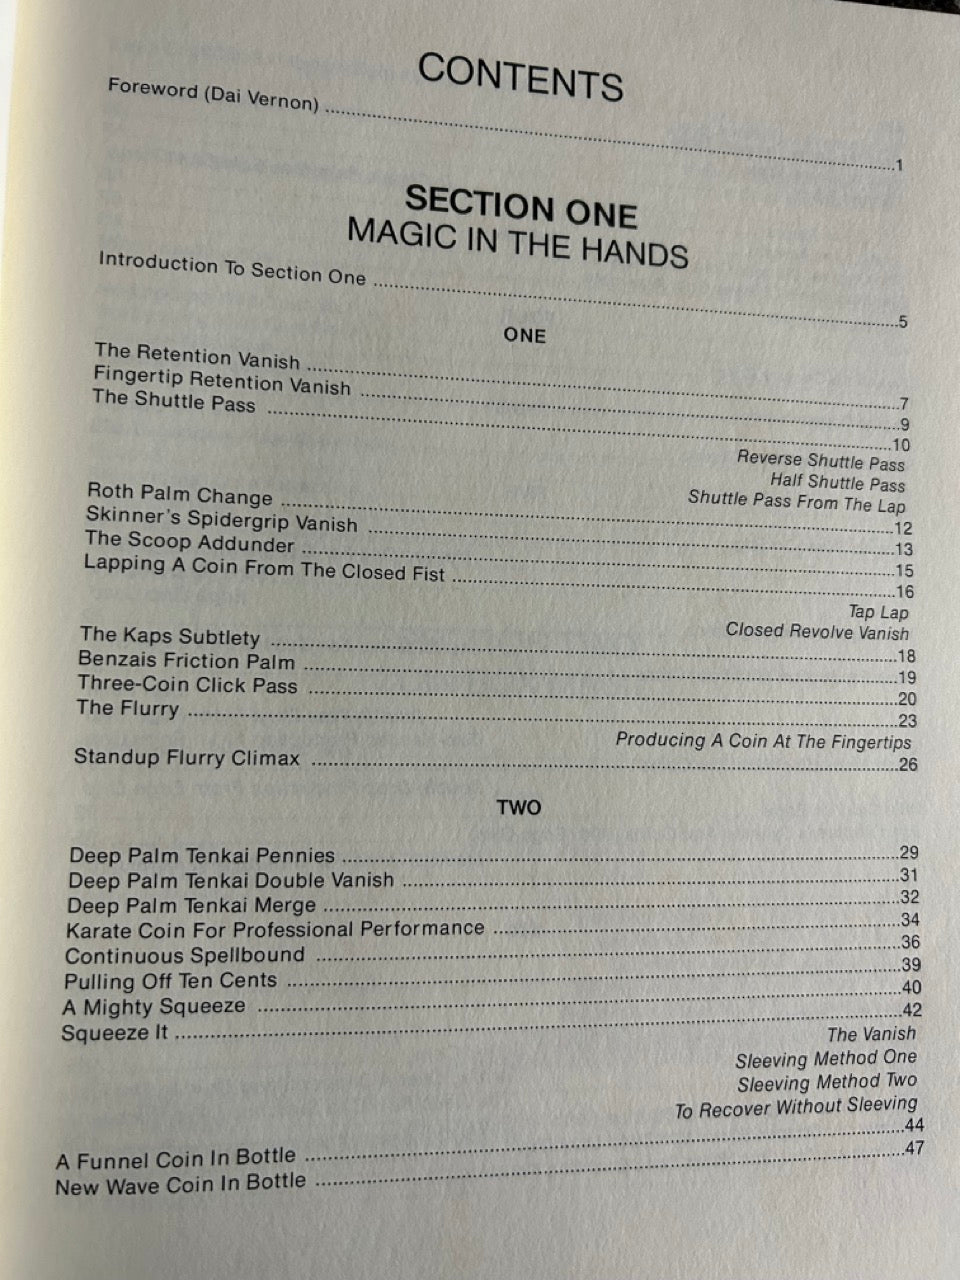 CONTENTS
Foreword (Dai Vernon) ........ 1
SECTION ONE
MAGIC IN THE HANDS
Introduction To Section One ........ 5
ONE
The Retention Vanish ........ 7
Fingertip Retention Vanish ........ 9
The Shuttle Pass ........ 10
Reverse Shuttle Pass
Half Shuttle Pass
Shuttle Pass From The Lap
Roth Palm Change ........ 12
Skinner's Spidergrip Vanish ........ 13
The Scoop Addunder ........ 15
Lapping A Coin From The Closed Fist ........ 16
Tap Lap
Closed Revolve Vanish
The Kaps Subtlety ........ 18
Benzais Friction Palm ........ 19
Three-Coin Click Pass ........ 20
The Flurry ........ 23
Producing A Coin At The Fingertips
Standup Flurry Climax ........ 26
TWO
Deep Palm Tenkai Pennies ........ 29
Deep Palm Tenkai Double Vanish ........ 31
Deep Palm Tenkai Merge ........ 32
Karate Coin For Professional Performance ........ 34
Continuous Spellbound ........ 36
Pulling Off Ten Cents ........ 39
A Mighty Squeeze ........ 40
Squeeze It ........ 42
The Vanish
Sleeving Method One
Sleeving Method Two
To Recover Without Sleeving
A Funnel Coin In Bottle ........ 44
New Wave Coin In Bottle ........ 47